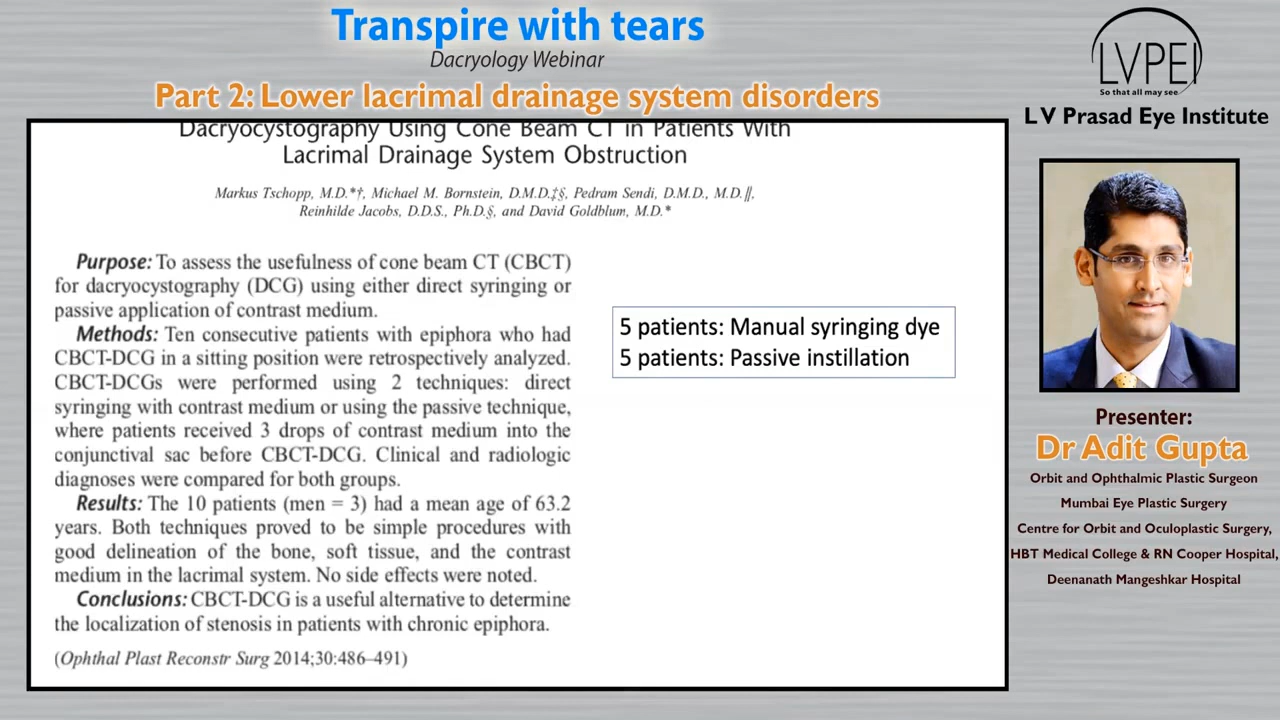 Transpire with tears
Dacryology Webinar
Part 2: Lower lacrimal drainage system disorders
LVPEI
So that all may see
L V Prasad Eye Institute
Dacryocystography Using Cone Beam CT in Patients With
Lacrimal Drainage System Obstruction
Markus Tschopp, M.D.*†, Michael M. Bornstein, D.M.D.‡§, Pedram Sendi, D.M.D., M.D.‖,
Reinhilde Jacobs, D.D.S., Ph.D.§, and David Goldblum, M.D.*
Purpose: To assess the usefulness of cone beam CT (CBCT)
for dacryocystography (DCG) using either direct syringing or
passive application of contrast medium.
Methods: Ten consecutive patients with epiphora who had
CBCT-DCG in a sitting position were retrospectively analyzed.
CBCT-DCGs were performed using 2 techniques: direct
syringing with contrast medium or using the passive technique,
where patients received 3 drops of contrast medium into the
conjunctival sac before CBCT-DCG. Clinical and radiologic
diagnoses were compared for both groups.
Results: The 10 patients (men = 3) had a mean age of 63.2
years. Both techniques proved to be simple procedures with
good delineation of the bone, soft tissue, and the contrast
medium in the lacrimal system. No side effects were noted.
Conclusions: CBCT-DCG is a useful alternative to determine
the localization of stenosis in patients with chronic epiphora.
(Ophthal Plast Reconstr Surg 2014;30:486–491)
5 patients: Manual syringing dye
5 patients: Passive instillation
Presenter:
Dr Adit Gupta
Orbit and Ophthalmic Plastic Surgeon
Mumbai Eye Plastic Surgery
Centre for Orbit and Oculoplastic Surgery,
HBT Medical College & RN Cooper Hospital,
Deenanath Mangeshkar Hospital